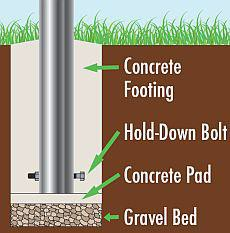 Concrete
Footing
Hold-Down Bolt
Concrete Pad
Gravel Bed